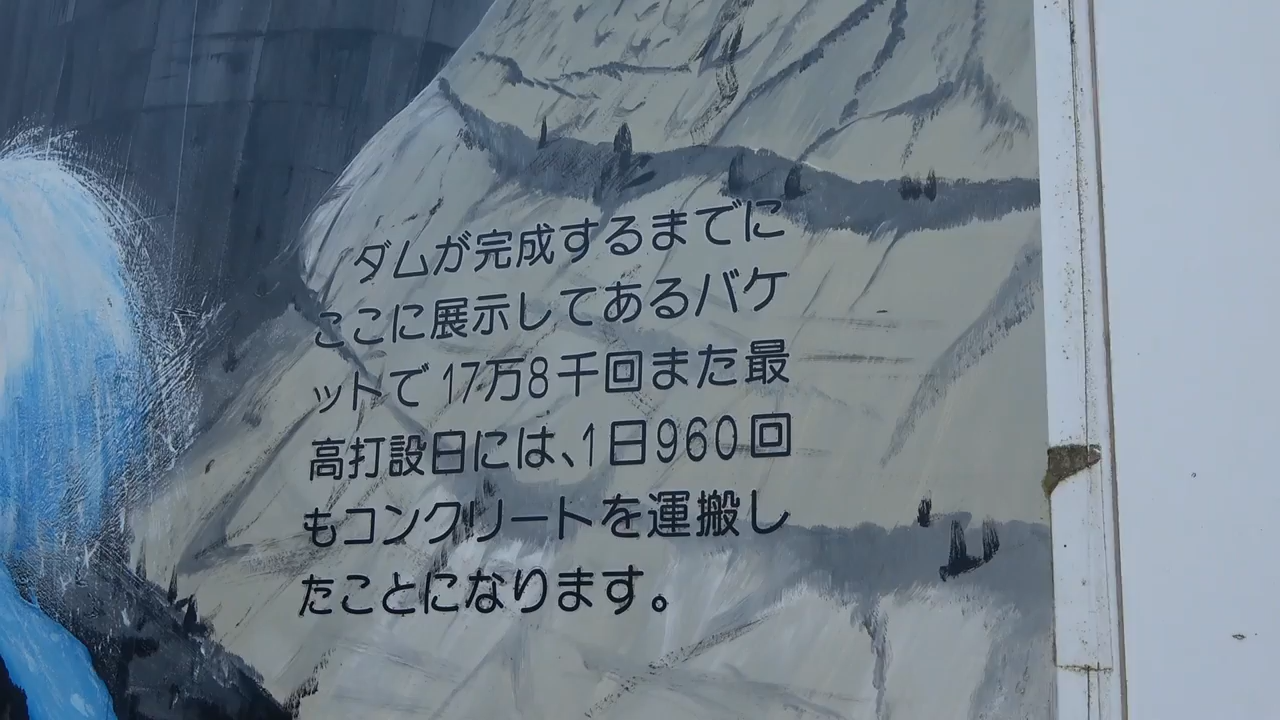 ダムが完成するまでに
ここに展示してあるバケ
ットで17万8千回また最
高打設日には、1日960回
もコンクリートを運搬し
たことになります。